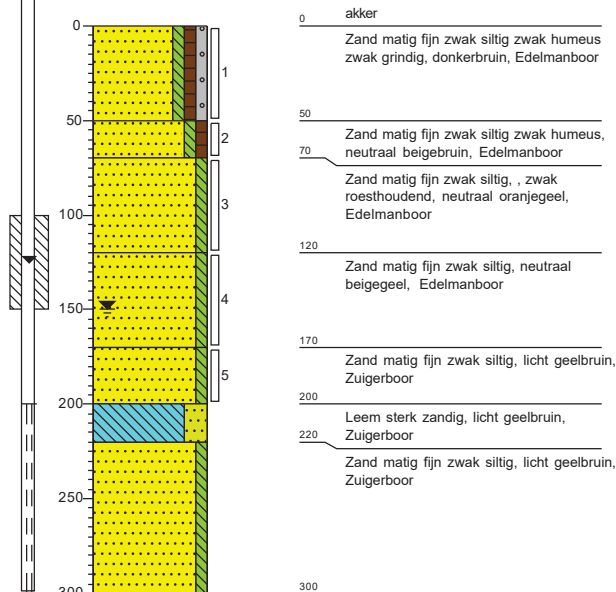 0
50
100
150
200
250
300
1
2
3
4
5
akker
0
Zand matig fijn zwak siltig zwak humeus
zwak grindig, donkerbruin, Edelmanboor
50
Zand matig fijn zwak siltig zwak humeus,
neutraal beigebruin, Edelmanboor
70
Zand matig fijn zwak siltig, , zwak
roesthoudend, neutraal oranjegeel,
Edelmanboor
120
Zand matig fijn zwak siltig, neutraal
beigegeel, Edelmanboor
170
Zand matig fijn zwak siltig, licht geelbruin,
Zuigerboor
200
Leem sterk zandig, licht geelbruin,
Zuigerboor
220
Zand matig fijn zwak siltig, licht geelbruin,
Zuigerboor
300